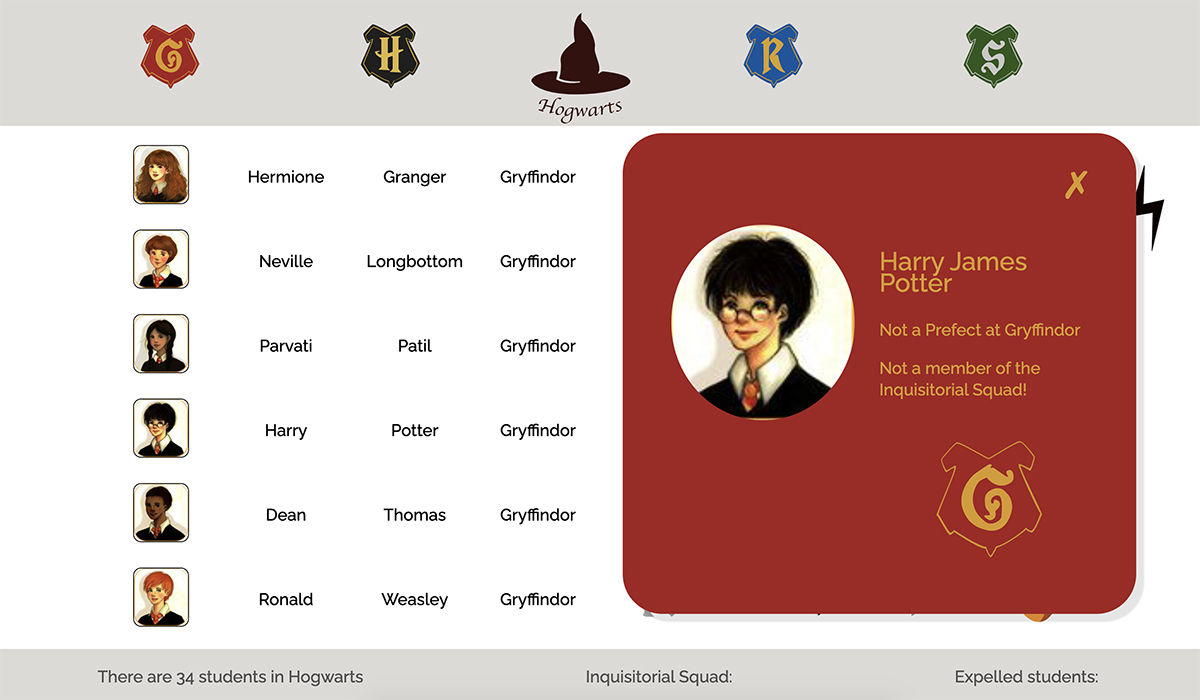 G
H
Hogwarts
R
S
Hermione Granger Gryffindor
Neville Longbottom Gryffindor
Parvati Patil Gryffindor
Harry Potter Gryffindor
Dean Thomas Gryffindor
Ronald Weasley Gryffindor
✗
Harry James
Potter
Not a Prefect at Gryffindor
Not a member of the
Inquisitorial Squad!
G
There are 34 students in Hogwarts
Inquisitorial Squad:
Expelled students: